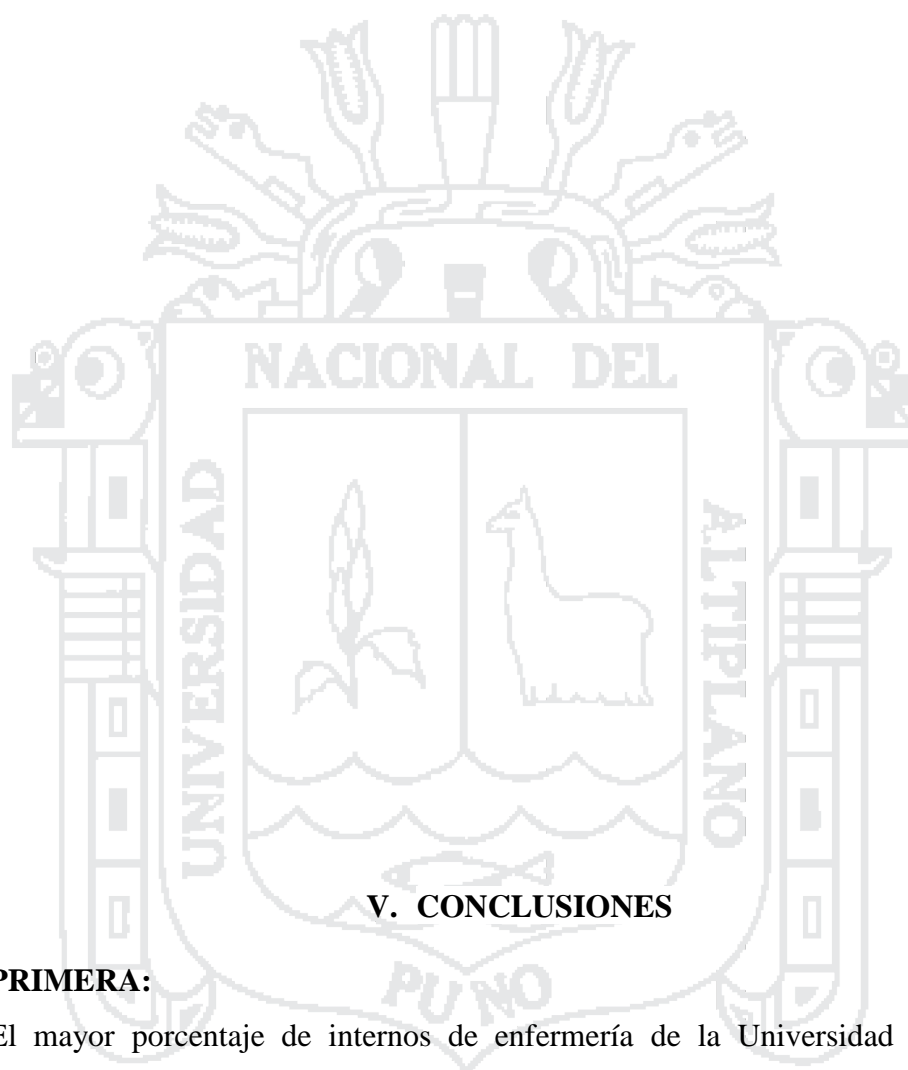 NACIONAL DEL
UNIVERSIDAD
ALTIPLANO
V. CONCLUSIONES
PRIMERA:
PUNO
El mayor porcentaje de internos de enfermería de la Universidad